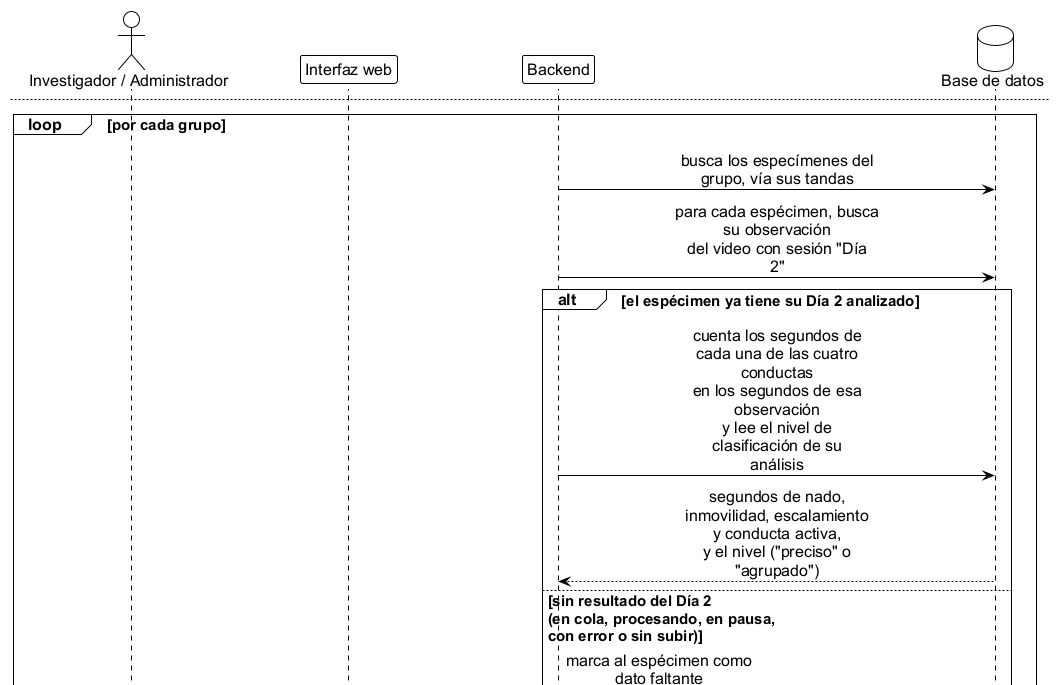 Investigador / Administrador
Interfaz web
Backend
Base de datos
loop
[por cada grupo]
busca los especímenes del
grupo, vía sus tandas
para cada espécimen, busca
su observación
del video con sesión "Día
2"
alt
[el espécimen ya tiene su Día 2 analizado]
cuenta los segundos de
cada una de las cuatro
conductas
en los segundos de esa
observación
y lee el nivel de
clasificación de su
análisis
segundos de nado,
inmovilidad, escalamiento
y conducta activa,
y el nivel ("preciso" o
"agrupado")
[sin resultado del Día 2
(en cola, procesando, en pausa,
con error o sin subir)]
marca al espécimen como
dato faltante